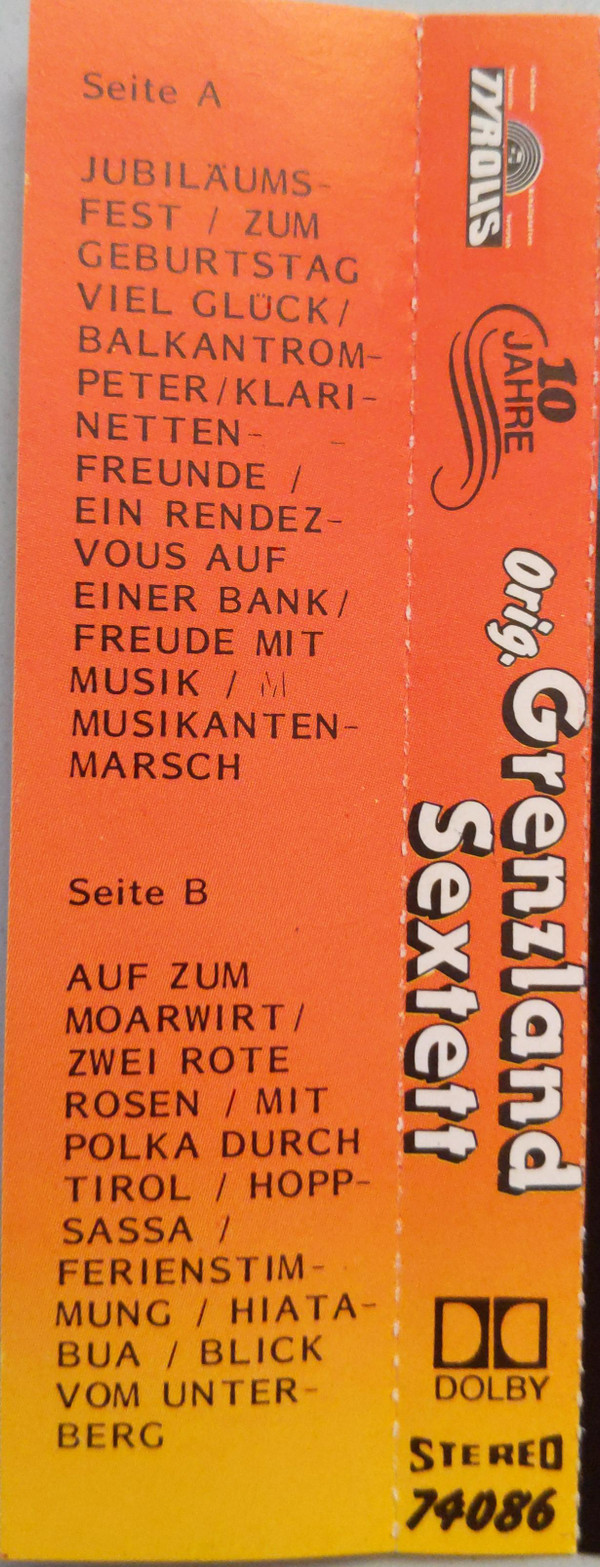 Seite A
JUBILÄUMS-
FEST / ZUM
GEBURTSTAG
VIEL GLÜCK/
BALKANTROM-
PETER/KLARI-
NETTEN-
FREUNDE /
EIN RENDEZ-
VOUS AUF
EINER BANK/
FREUDE MIT
MUSIK /
MUSIKANTEN-
MARSCH
Seite B
AUF ZUM
MOARWIRT/
ZWEI ROTE
ROSEN / MIT
POLKA DURCH
TIROL / HOPP-
SASSA /
FERIENSTIM-
MUNG / HIATA-
BUA / BLICK
VOM UNTER-
BERG
TYROLIS
10
JAHRE
Orig. Grenzland
Sextett
DOLBY
STEREO
74086